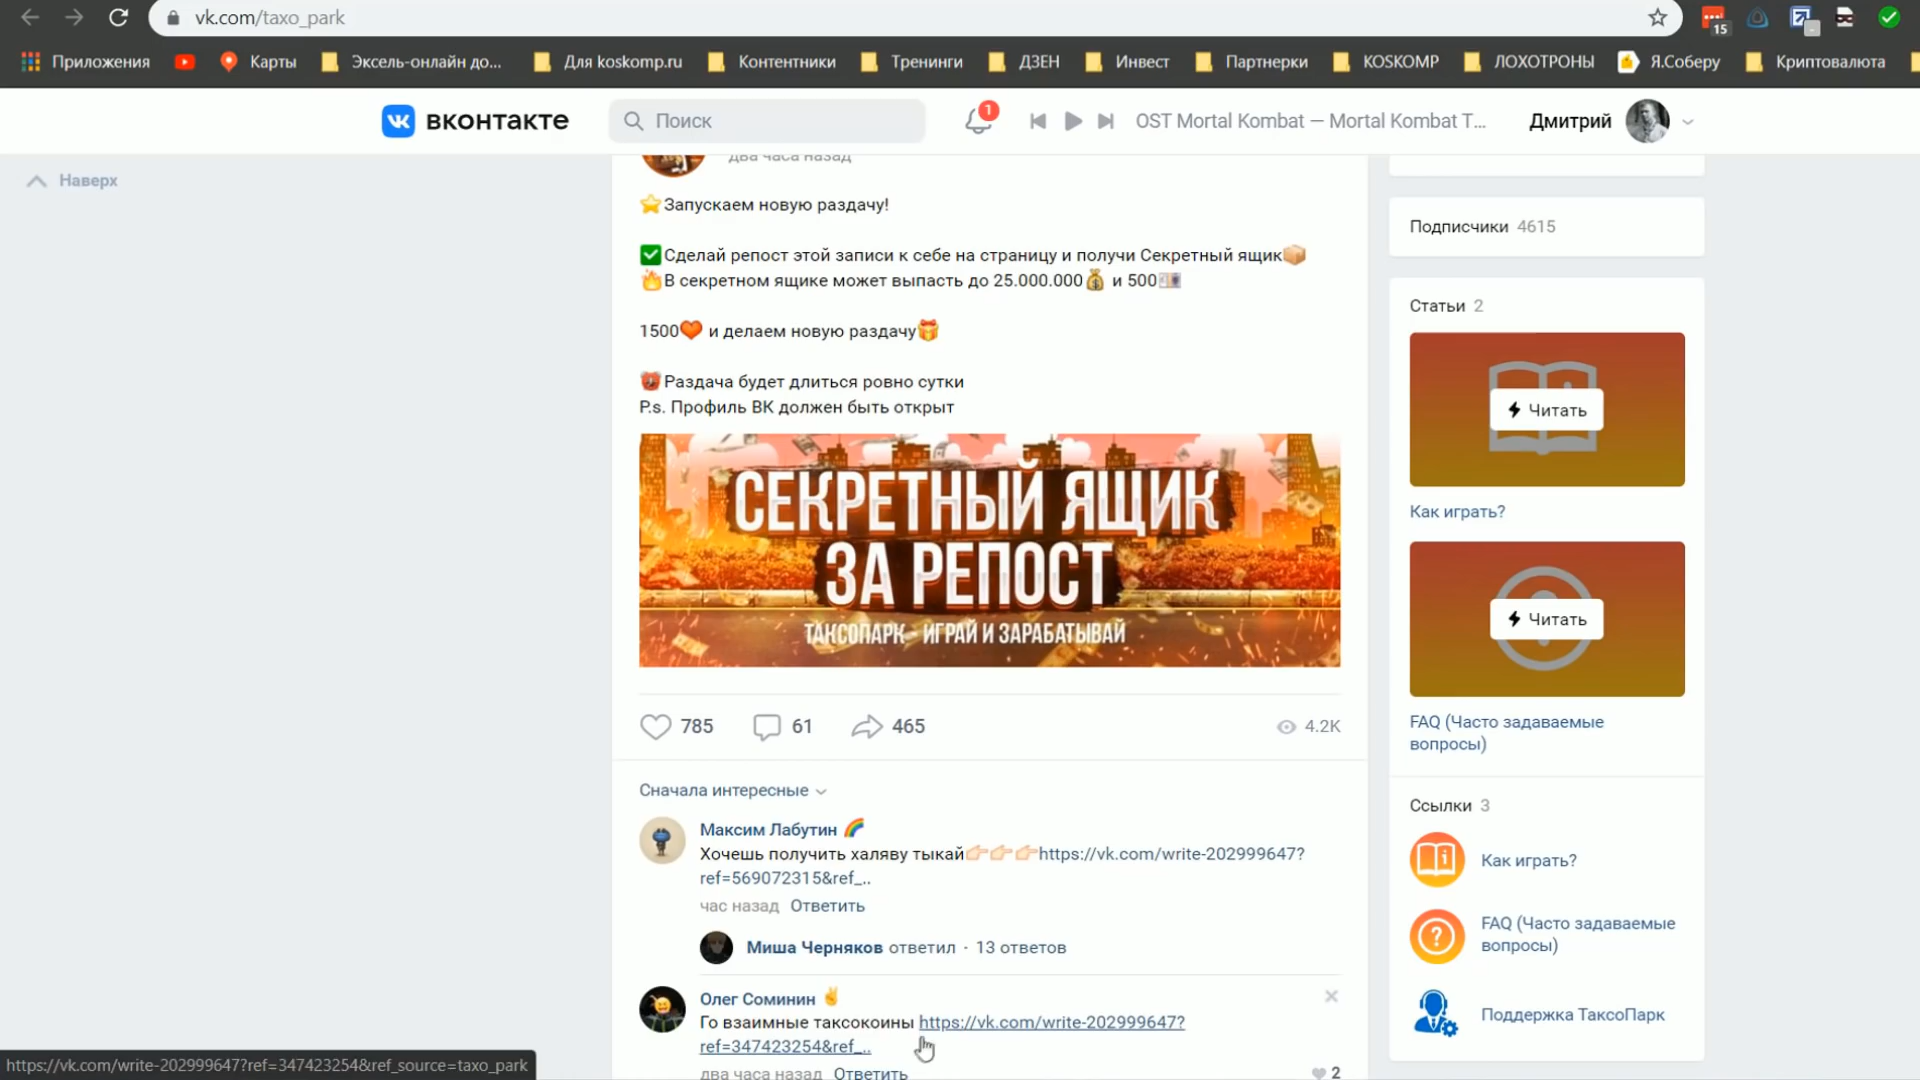 vk.com/taxo_park
15
Приложения
Карты
Эксель-онлайн до...
Для koskomp.ru
Контентники
Тренинги
ДЗЕН
Инвест
Партнерки
KOSKOMP
ЛОХОТРОНЫ
Я.Соберу
Криптовалюта
вконтакте
Поиск
1
OST Mortal Kombat — Mortal Kombat T...
Дмитрий
Наверх
два часа назад
Запускаем новую раздачу!
Сделай репост этой записи к себе на страницу и получи Секретный ящик
В секретном ящике может выпасть до 25.000.000 и 500
1500 и делаем новую раздачу
Раздача будет длиться ровно сутки
P.s. Профиль ВК должен быть открыт
СЕКРЕТНЫЙ ЯЩИК
ЗА РЕПОСТ
ТАКСОПАРК - ИГРАЙ И ЗАРАБАТЫВАЙ
785
61
465
4.2K
Сначала интересные
Максим Лабутин
Хочешь получить халяву тыкай https://vk.com/write-202999647?
ref=569072315&ref_..
час назад Ответить
Миша Черняков ответил · 13 ответов
Олег Соминин
Го взаимные таксокоины https://vk.com/write-202999647?
ref=347423254&ref_..
два часа назад Ответить
2
Подписчики 4615
Статьи 2
Читать
Как играть?
Читать
FAQ (Часто задаваемые
вопросы)
Ссылки 3
Как играть?
FAQ (Часто задаваемые
вопросы)
Поддержка ТаксоПарк
https://vk.com/write-202999647?ref=347423254&ref_source=taxo_park